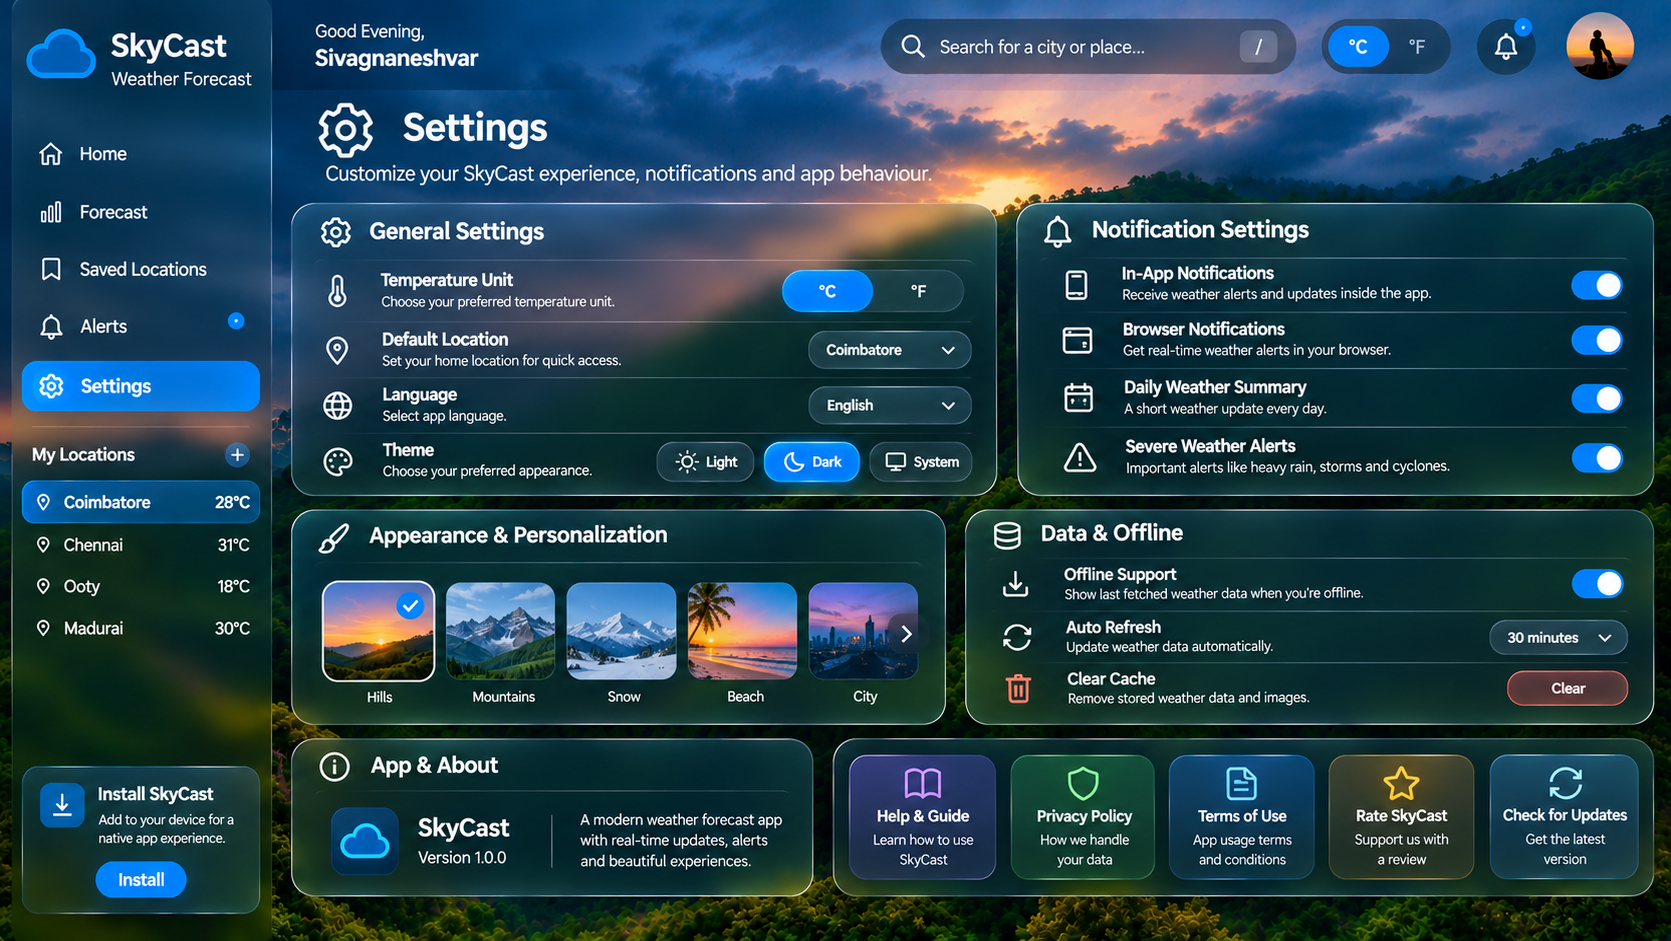 SkyCast
Weather Forecast
Home
Forecast
Saved Locations
Alerts
Settings
My Locations
Coimbatore 28°C
Chennai 31°C
Ooty 18°C
Madurai 30°C
Install SkyCast
Add to your device for a
native app experience.
Install
Good Evening,
Sivagnaneshvar
Search for a city or place... /
°C °F
Settings
Customize your SkyCast experience, notifications and app behaviour.
General Settings
Temperature Unit
Choose your preferred temperature unit.
°C °F
Default Location
Set your home location for quick access.
Coimbatore
Language
Select app language.
English
Theme
Choose your preferred appearance.
Light Dark System
Notification Settings
In-App Notifications
Receive weather alerts and updates inside the app.
Browser Notifications
Get real-time weather alerts in your browser.
Daily Weather Summary
A short weather update every day.
Severe Weather Alerts
Important alerts like heavy rain, storms and cyclones.
Appearance & Personalization
Hills Mountains Snow Beach City
Data & Offline
Offline Support
Show last fetched weather data when you're offline.
Auto Refresh
Update weather data automatically.
30 minutes
Clear Cache
Remove stored weather data and images.
Clear
App & About
SkyCast
Version 1.0.0
A modern weather forecast app
with real-time updates, alerts
and beautiful experiences.
Help & Guide
Learn how to use
SkyCast
Privacy Policy
How we handle
your data
Terms of Use
App usage terms
and conditions
Rate SkyCast
Support us with
a review
Check for Updates
Get the latest
version